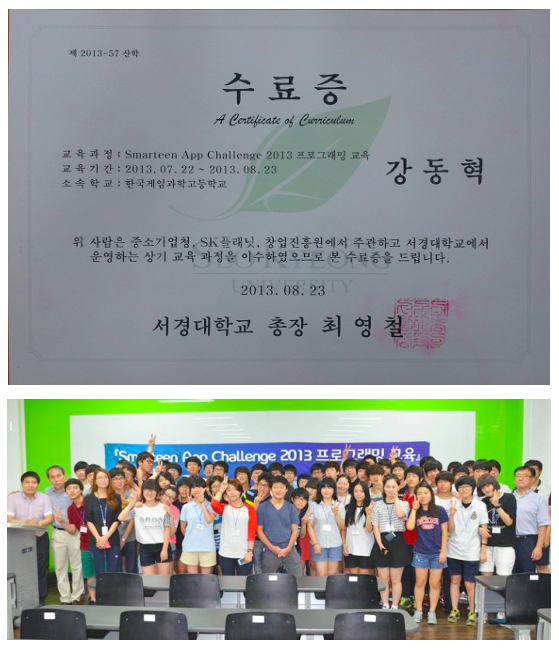 제 2013-57 산학
수 료 증
A Certificate of Curriculum
교 육 과 정 : Smarteen App Challenge 2013 프로그래밍 교육
교 육 기 간 : 2013. 07. 22 ~ 2013. 08. 23
소 속 학 교 : 한국게임과학고등학교
강 동 혁
위 사람은 중소기업청, SK플래닛, 창업진흥원에서 주관하고 서경대학교에서
운영하는 상기 교육 과정을 이수하였으므로 본 수료증을 드립니다.
SEO KYEONG
UNIVERSITY
2013. 08. 23
서경대학교 총장 최 영 철
『Smarteen App Challenge 2013 프로그래밍 교육』